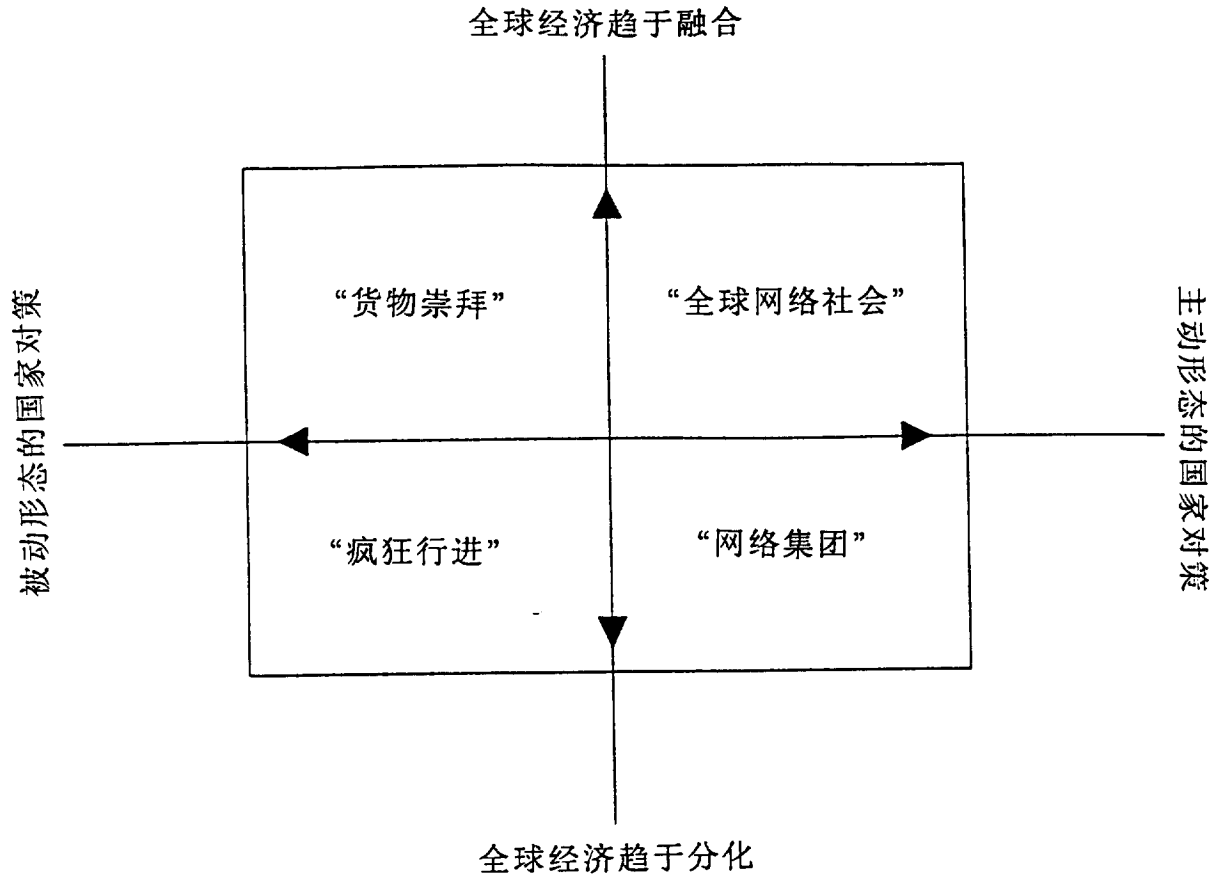 全球经济趋于融合
“货物崇拜”
“全球网络社会”
被动形态的国家对策
主动形态的国家对策
“疯狂行进”
“网络集团”
全球经济趋于分化